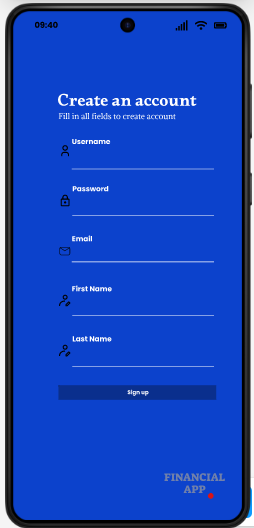 09:40
Create an account
Fill in all fields to create account
Username
Password
Email
First Name
Last Name
Sign up
FINANCIAL
APP